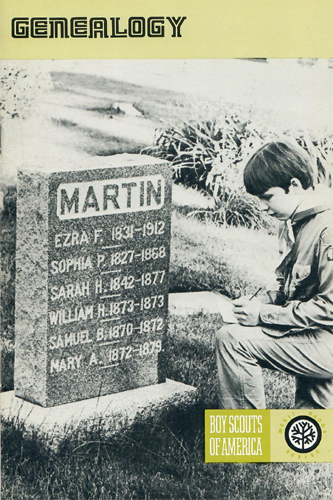 GENEALOGY
MARTIN
EZRA F. 1831-1912
SOPHIA P. 1827-1868
SARAH H. 1842-1877
WILLIAM H. 1873-1873
SAMUEL B. 1870-1872
MARY A. 1872-1879.
BOY SCOUTS
OF AMERICA